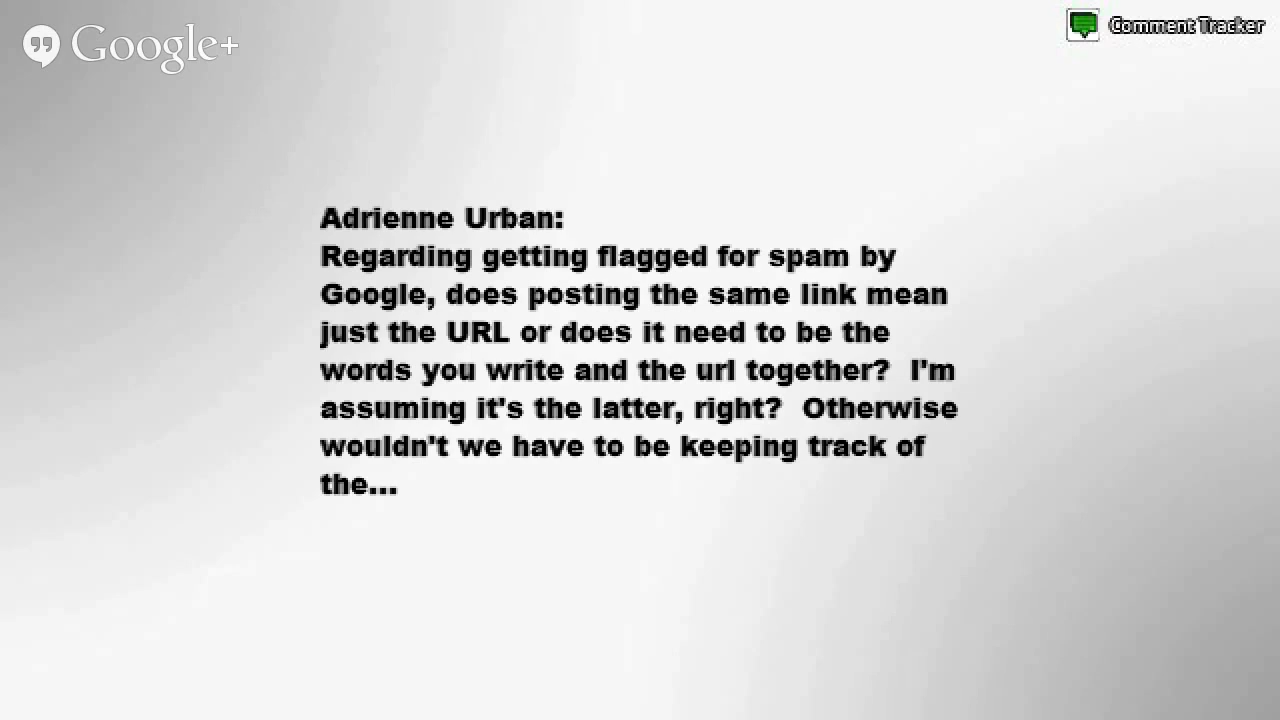 Google+
Comment Tracker
Adrienne Urban:
Regarding getting flagged for spam by
Google, does posting the same link mean
just the URL or does it need to be the
words you write and the url together?  I'm
assuming it's the latter, right?  Otherwise
wouldn't we have to be keeping track of
the...